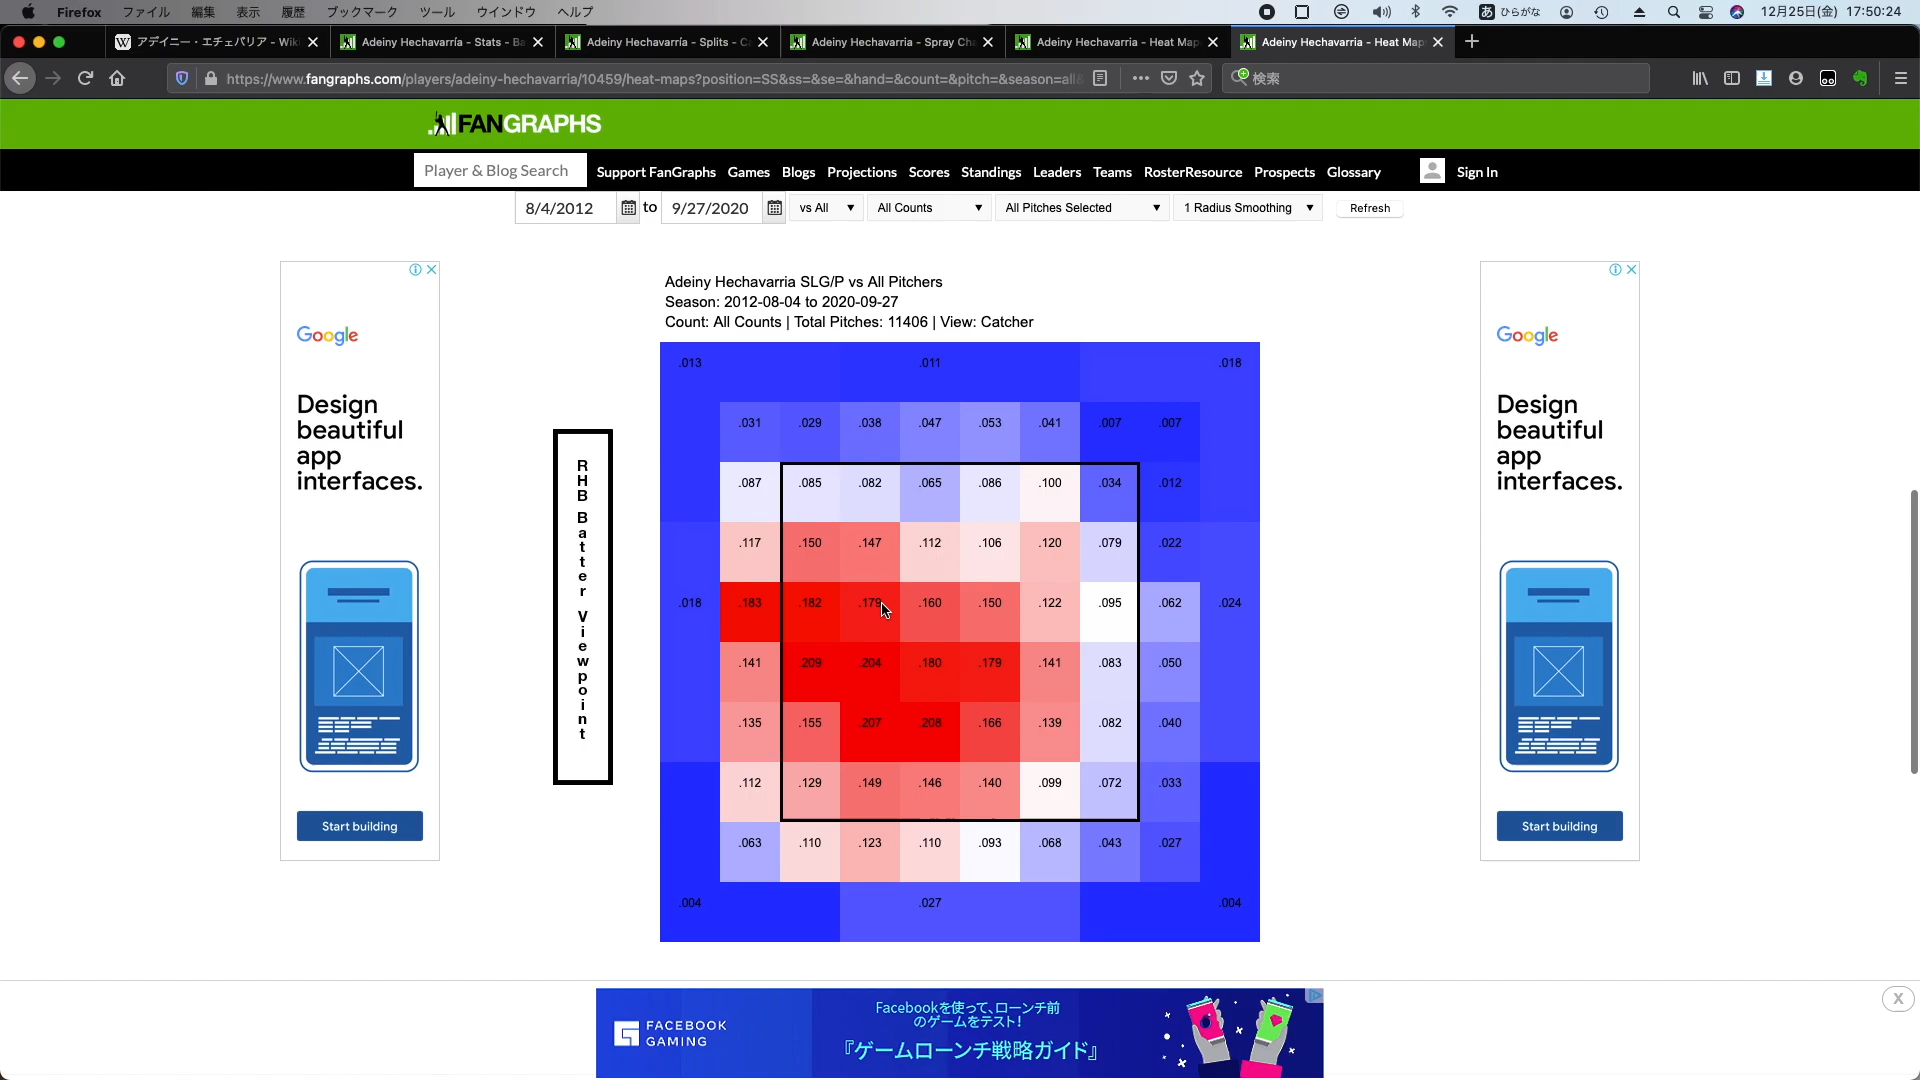 Firefox ファイル 編集 表示 履歴 ブックマーク ツール ウインドウ ヘルプ あ ひらがな 12月25日(金) 17:50:24
アデイニー・エチェバリア - Wiki Adeiny Hechavarría - Stats - Ba Adeiny Hechavarría - Splits - Ca Adeiny Hechavarria - Spray Cha Adeiny Hechavarria - Heat Map Adeiny Hechavarria - Heat Map
https://www.fangraphs.com/players/adeiny-hechavarria/10459/heat-maps?position=SS&ss=&se=&hand=&count=&pitch=&season=all& 検索
FANGRAPHS
Player & Blog Search Support FanGraphs Games Blogs Projections Scores Standings Leaders Teams RosterResource Prospects Glossary Sign In
8/4/2012 to 9/27/2020 vs All All Counts All Pitches Selected 1 Radius Smoothing Refresh
Adeiny Hechavarria SLG/P vs All Pitchers
Season: 2012-08-04 to 2020-09-27
Count: All Counts | Total Pitches: 11406 | View: Catcher
RHB Batter Viewpoint
.013 .011 .018
.031 .029 .038 .047 .053 .041 .007 .007
.087 .085 .082 .065 .086 .100 .034 .012
.117 .150 .147 .112 .106 .120 .079 .022
.018 .183 .182 .179 .160 .150 .122 .095 .062 .024
.141 .209 .204 .180 .179 .141 .083 .050
.135 .155 .207 .208 .166 .139 .082 .040
.112 .129 .149 .146 .140 .099 .072 .033
.063 .110 .123 .110 .093 .068 .043 .027
.004 .027 .004
Google
Design
beautiful
app
interfaces.
Start building
Google
Design
beautiful
app
interfaces.
Start building
FACEBOOK
GAMING
Facebookを使って、ローンチ前
のゲームをテスト!
『ゲームローンチ戦略ガイド』
X